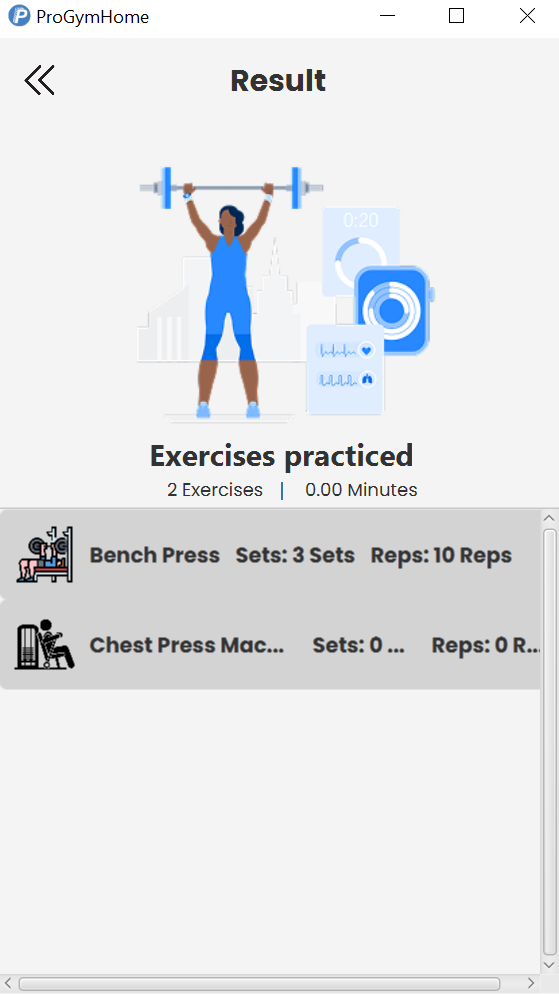 ProGymHome
Result
0:20
Exercises practiced
2 Exercises | 0.00 Minutes
Bench Press Sets: 3 Sets Reps: 10 Reps
Chest Press Mac... Sets: 0 ... Reps: 0 R...